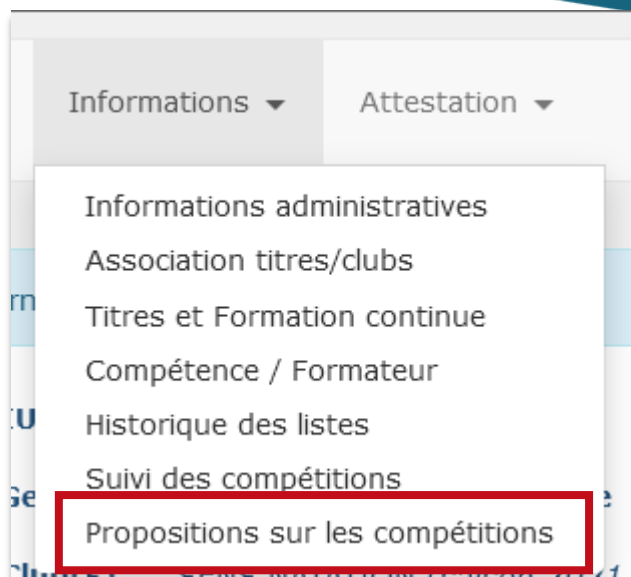 Informations Attestation
Informations administratives
Association titres/clubs
rn
Titres et Formation continue
Compétence / Formateur
Historique des listes
Suivi des compétitions
Propositions sur les compétitions